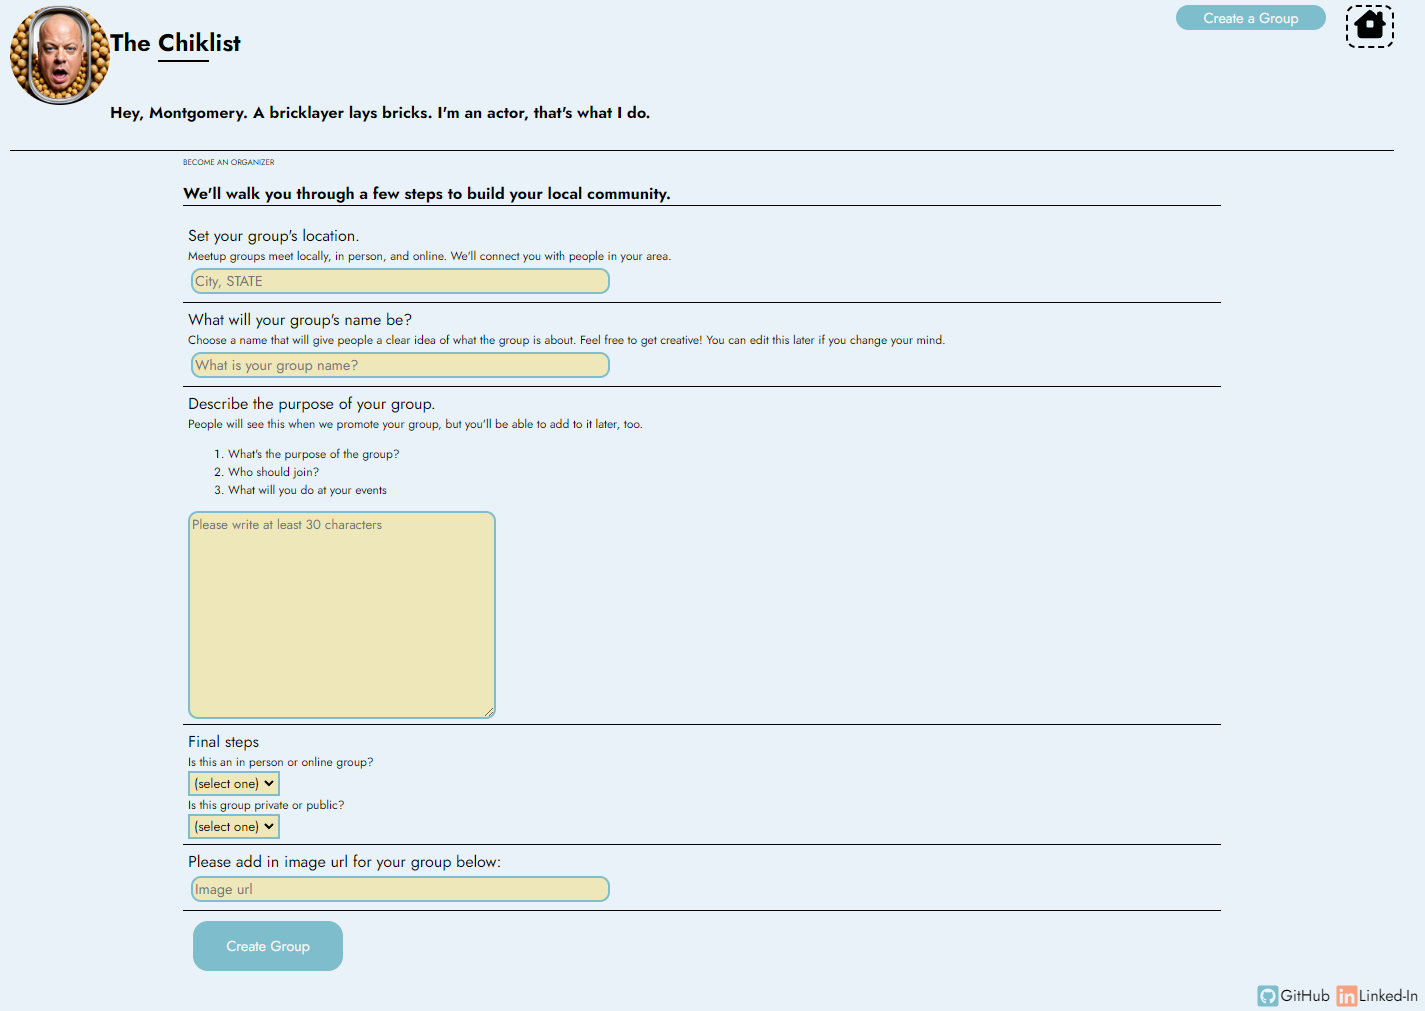 The Chiklist
Create a Group
Hey, Montgomery. A bricklayer lays bricks. I'm an actor, that's what I do.
BECOME AN ORGANIZER
We'll walk you through a few steps to build your local community.
Set your group's location.
Meetup groups meet locally, in person, and online. We'll connect you with people in your area.
City, STATE
What will your group's name be?
Choose a name that will give people a clear idea of what the group is about. Feel free to get creative! You can edit this later if you change your mind.
What is your group name?
Describe the purpose of your group.
People will see this when we promote your group, but you'll be able to add to it later, too.
1. What's the purpose of the group?
2. Who should join?
3. What will you do at your events
Please write at least 30 characters
Final steps
Is this an in person or online group?
(select one)
Is this group private or public?
(select one)
Please add in image url for your group below:
Image url
Create Group
GitHub in Linked-In